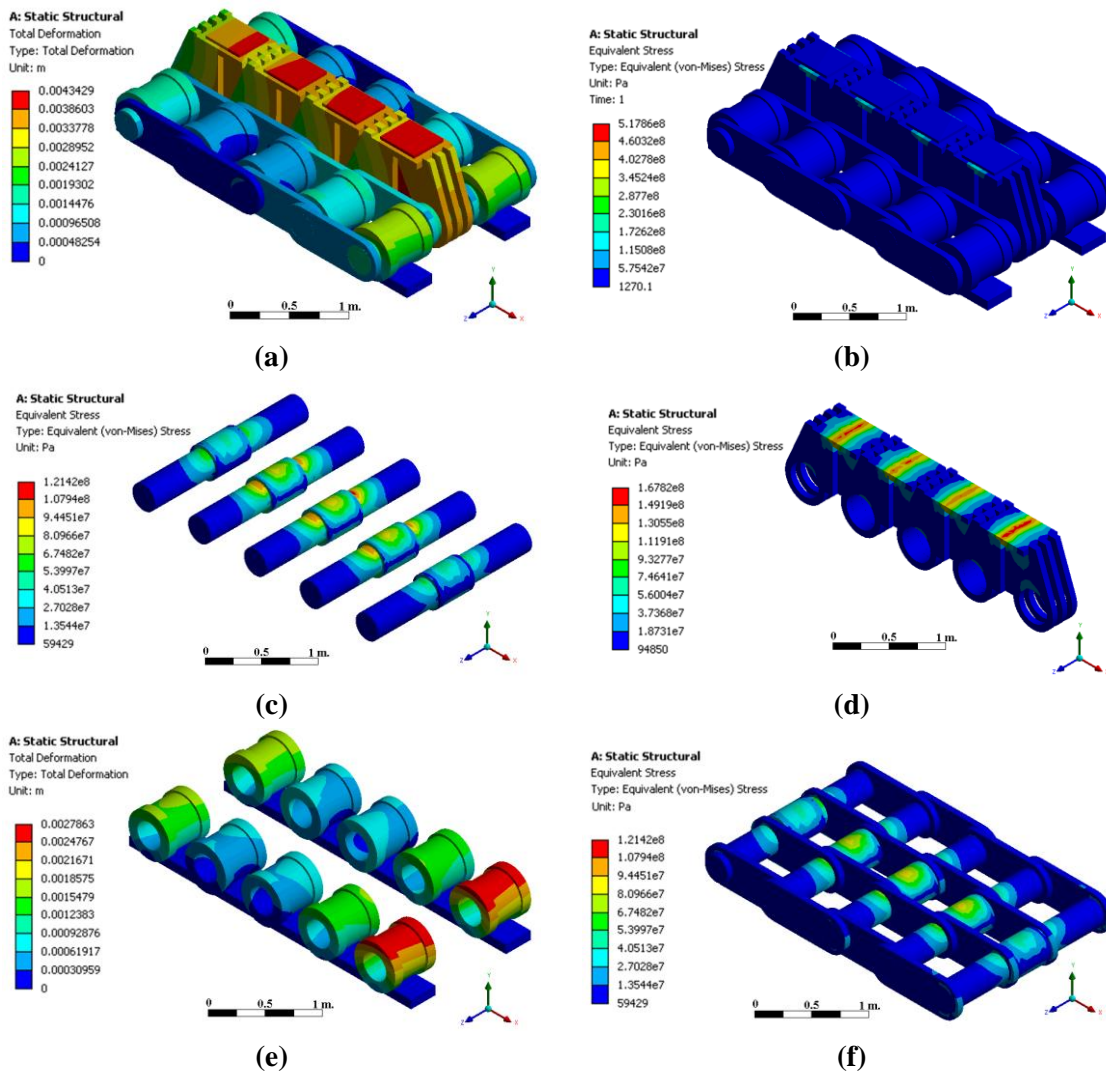 A: Static Structural
Total Deformation
Type: Total Deformation
Unit: m
0.0043429
0.0038603
0.0033778
0.0028952
0.0024127
0.0019302
0.0014476
0.00096508
0.00048254
0
0 0.5 1 m.
Y
Z X
(a)
A: Static Structural
Equivalent Stress
Type: Equivalent (von-Mises) Stress
Unit: Pa
Time: 1
5.1786e8
4.6032e8
4.0278e8
3.4524e8
2.877e8
2.3016e8
1.7262e8
1.1508e8
5.7542e7
1270.1
0 0.5 1 m.
Y
Z X
(b)
A: Static Structural
Equivalent Stress
Type: Equivalent (von-Mises) Stress
Unit: Pa
1.2142e8
1.0794e8
9.4451e7
8.0966e7
6.7482e7
5.3997e7
4.0513e7
2.7028e7
1.3544e7
59429
0 0.5 1 m.
Y
Z X
(c)
A: Static Structural
Equivalent Stress
Type: Equivalent (von-Mises) Stress
Unit: Pa
1.6782e8
1.4919e8
1.3055e8
1.1191e8
9.3277e7
7.4641e7
5.6004e7
3.7368e7
1.8731e7
94850
0 0.5 1 m.
Y
Z X
(d)
A: Static Structural
Total Deformation
Type: Total Deformation
Unit: m
0.0027863
0.0024767
0.0021671
0.0018575
0.0015479
0.0012383
0.00092876
0.00061917
0.00030959
0
0 0.5 1 m.
Y
Z X
(e)
A: Static Structural
Equivalent Stress
Type: Equivalent (von-Mises) Stress
Unit: Pa
1.2142e8
1.0794e8
9.4451e7
8.0966e7
6.7482e7
5.3997e7
4.0513e7
2.7028e7
1.3544e7
59429
0 0.5 1 m.
Y
Z X
(f)